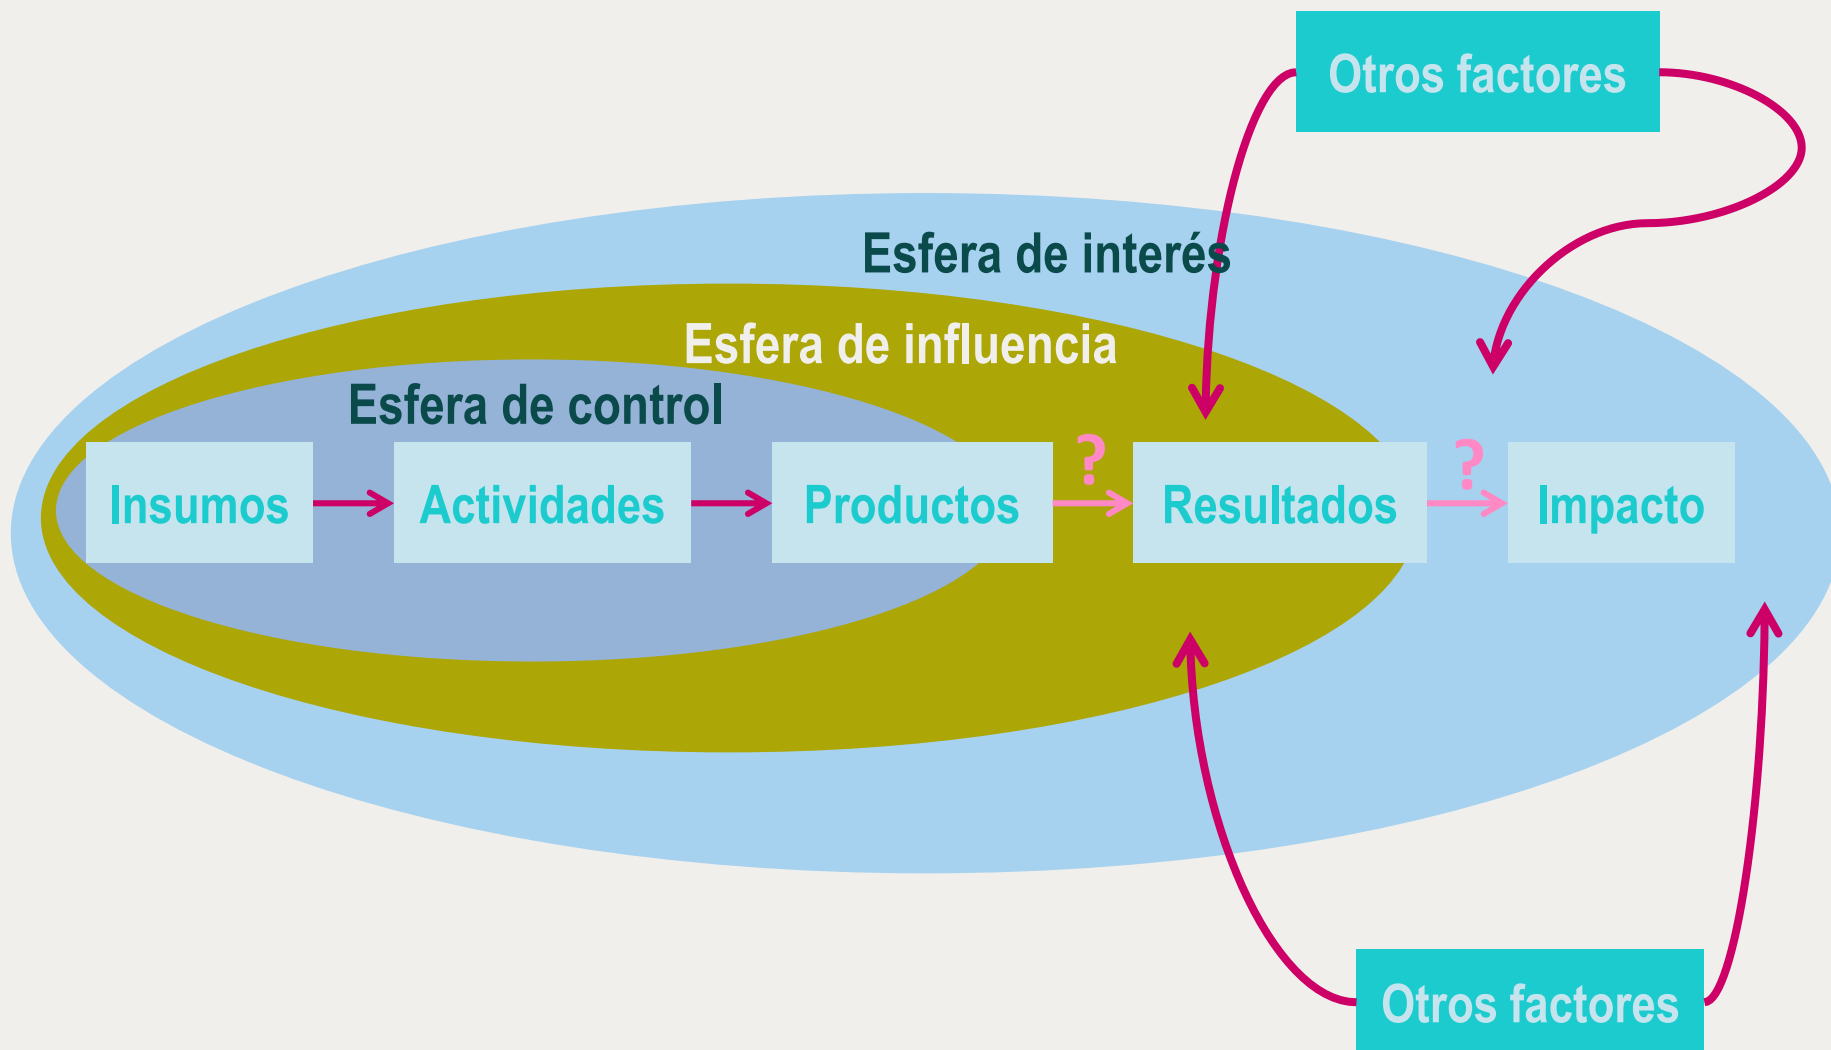 Otros factores
Esfera de interés
Esfera de influencia
Esfera de control
Insumos
Actividades
Productos
?
Resultados
?
Impacto
Otros factores